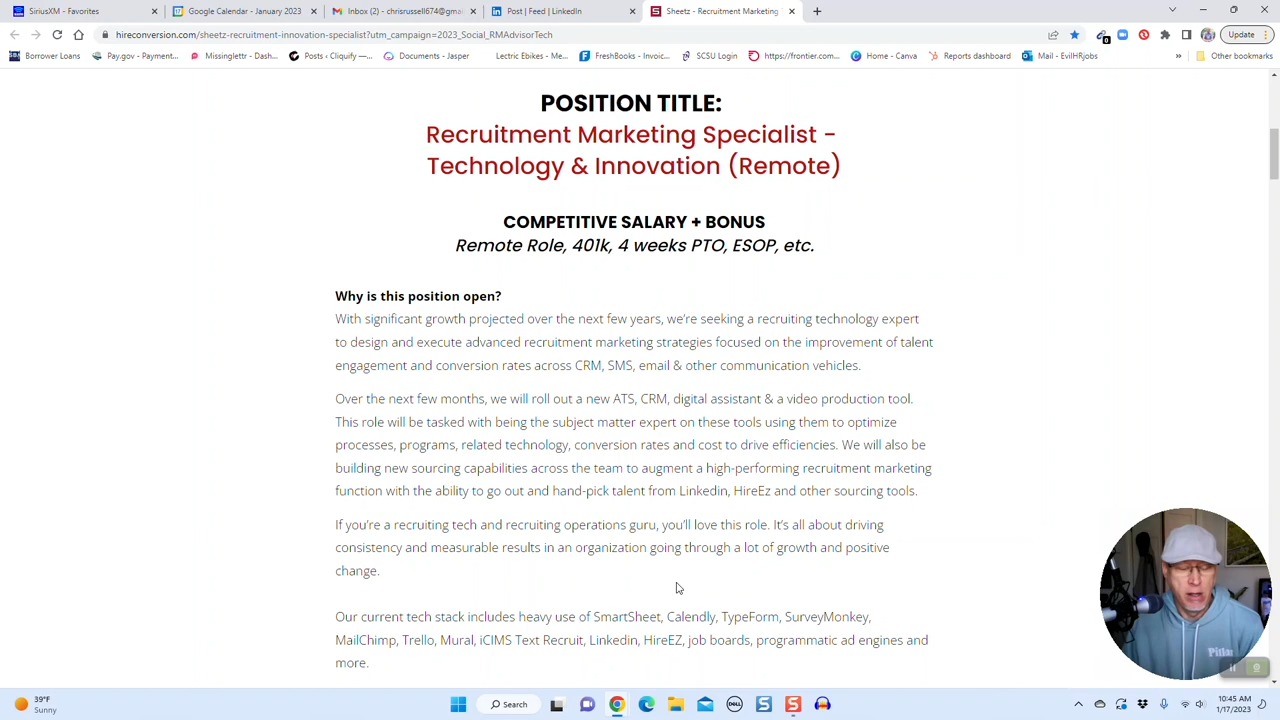 SiriusXM - Favorites
Google Calendar - January 2023
Inbox (2) - chrisrussell674@gmai
Post | Feed | LinkedIn
Sheetz - Recruitment Marketing
hireconversion.com/sheetz-recruitment-innovation-specialist?utm_campaign=2023_Social_RMAdvisorTech
Update
Borrower Loans
Pay.gov - Payment...
Missinglettr - Dash...
Posts - Cliquify —...
Documents - Jasper
Lectric Ebikes - Me...
FreshBooks - Invoic...
SCSU Login
https://frontier.com...
Home - Canva
Reports dashboard
Mail - EvilHRjobs
»
Other bookmarks
POSITION TITLE:
Recruitment Marketing Specialist -
Technology & Innovation (Remote)
COMPETITIVE SALARY + BONUS
Remote Role, 401k, 4 weeks PTO, ESOP, etc.
Why is this position open?
With significant growth projected over the next few years, we're seeking a recruiting technology expert
to design and execute advanced recruitment marketing strategies focused on the improvement of talent
engagement and conversion rates across CRM, SMS, email & other communication vehicles.
Over the next few months, we will roll out a new ATS, CRM, digital assistant & a video production tool.
This role will be tasked with being the subject matter expert on these tools using them to optimize
processes, programs, related technology, conversion rates and cost to drive efficiencies. We will also be
building new sourcing capabilities across the team to augment a high-performing recruitment marketing
function with the ability to go out and hand-pick talent from Linkedin, HireEz and other sourcing tools.
If you're a recruiting tech and recruiting operations guru, you'll love this role. It's all about driving
consistency and measurable results in an organization going through a lot of growth and positive
change.
Our current tech stack includes heavy use of SmartSheet, Calendly, TypeForm, SurveyMonkey,
MailChimp, Trello, Mural, iCIMS Text Recruit, Linkedin, HireEZ, job boards, programmatic ad engines and
more.
39°F
Sunny
Search
DELL
10:45 AM
1/17/2023